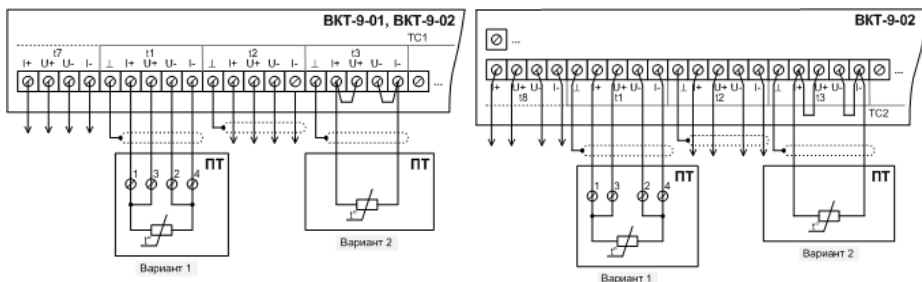 ВКТ-9-01, ВКТ-9-02
ТС1
t7 t1 t2 t3
I+ U+ U- I- ⊥ I+ U+ U- I- ⊥ I+ U+ U- I- ⊥ I+ U+ U- I-
...
ПТ
1 3 2 4
Вариант 1
ПТ
Вариант 2
ВКТ-9-02
...
...
I+ U+ U- I- ⊥ I+ U+ U- I- ⊥ I+ U+ U- I- ⊥ I+ U+ U- I-
t8 t1 t2 t3
ТС2
ПТ
1 3 2 4
Вариант 1
ПТ
Вариант 2